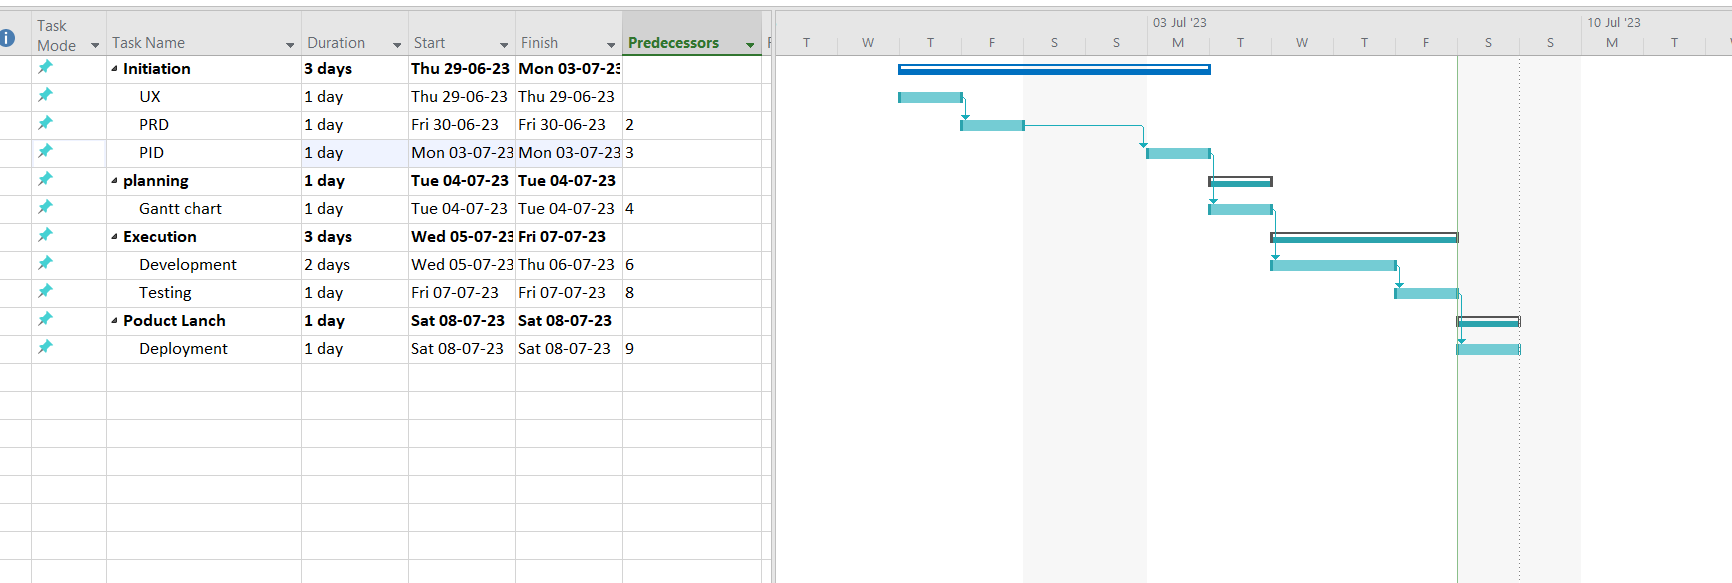 Task Mode Task Name Duration Start Finish Predecessors
03 Jul '23 10 Jul '23
T W T F S S M T W T F S S M T
Initiation 3 days Thu 29-06-23 Mon 03-07-23
UX 1 day Thu 29-06-23 Thu 29-06-23
PRD 1 day Fri 30-06-23 Fri 30-06-23 2
PID 1 day Mon 03-07-23 Mon 03-07-23 3
planning 1 day Tue 04-07-23 Tue 04-07-23
Gantt chart 1 day Tue 04-07-23 Tue 04-07-23 4
Execution 3 days Wed 05-07-23 Fri 07-07-23
Development 2 days Wed 05-07-23 Thu 06-07-23 6
Testing 1 day Fri 07-07-23 Fri 07-07-23 8
Poduct Lanch 1 day Sat 08-07-23 Sat 08-07-23
Deployment 1 day Sat 08-07-23 Sat 08-07-23 9